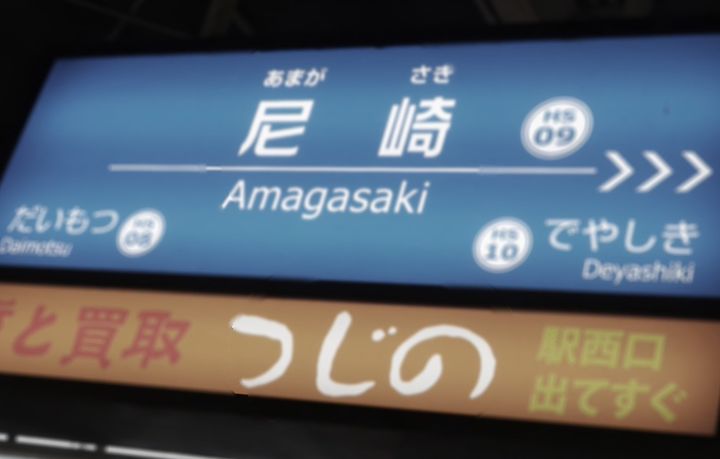 あまが さき
尼 崎
HS
09
Amagasaki
だいもつ
Daimotsu
HS
08
HS
10
でやしき
Deyashiki
と買取
つじの
駅西口
出てすぐ